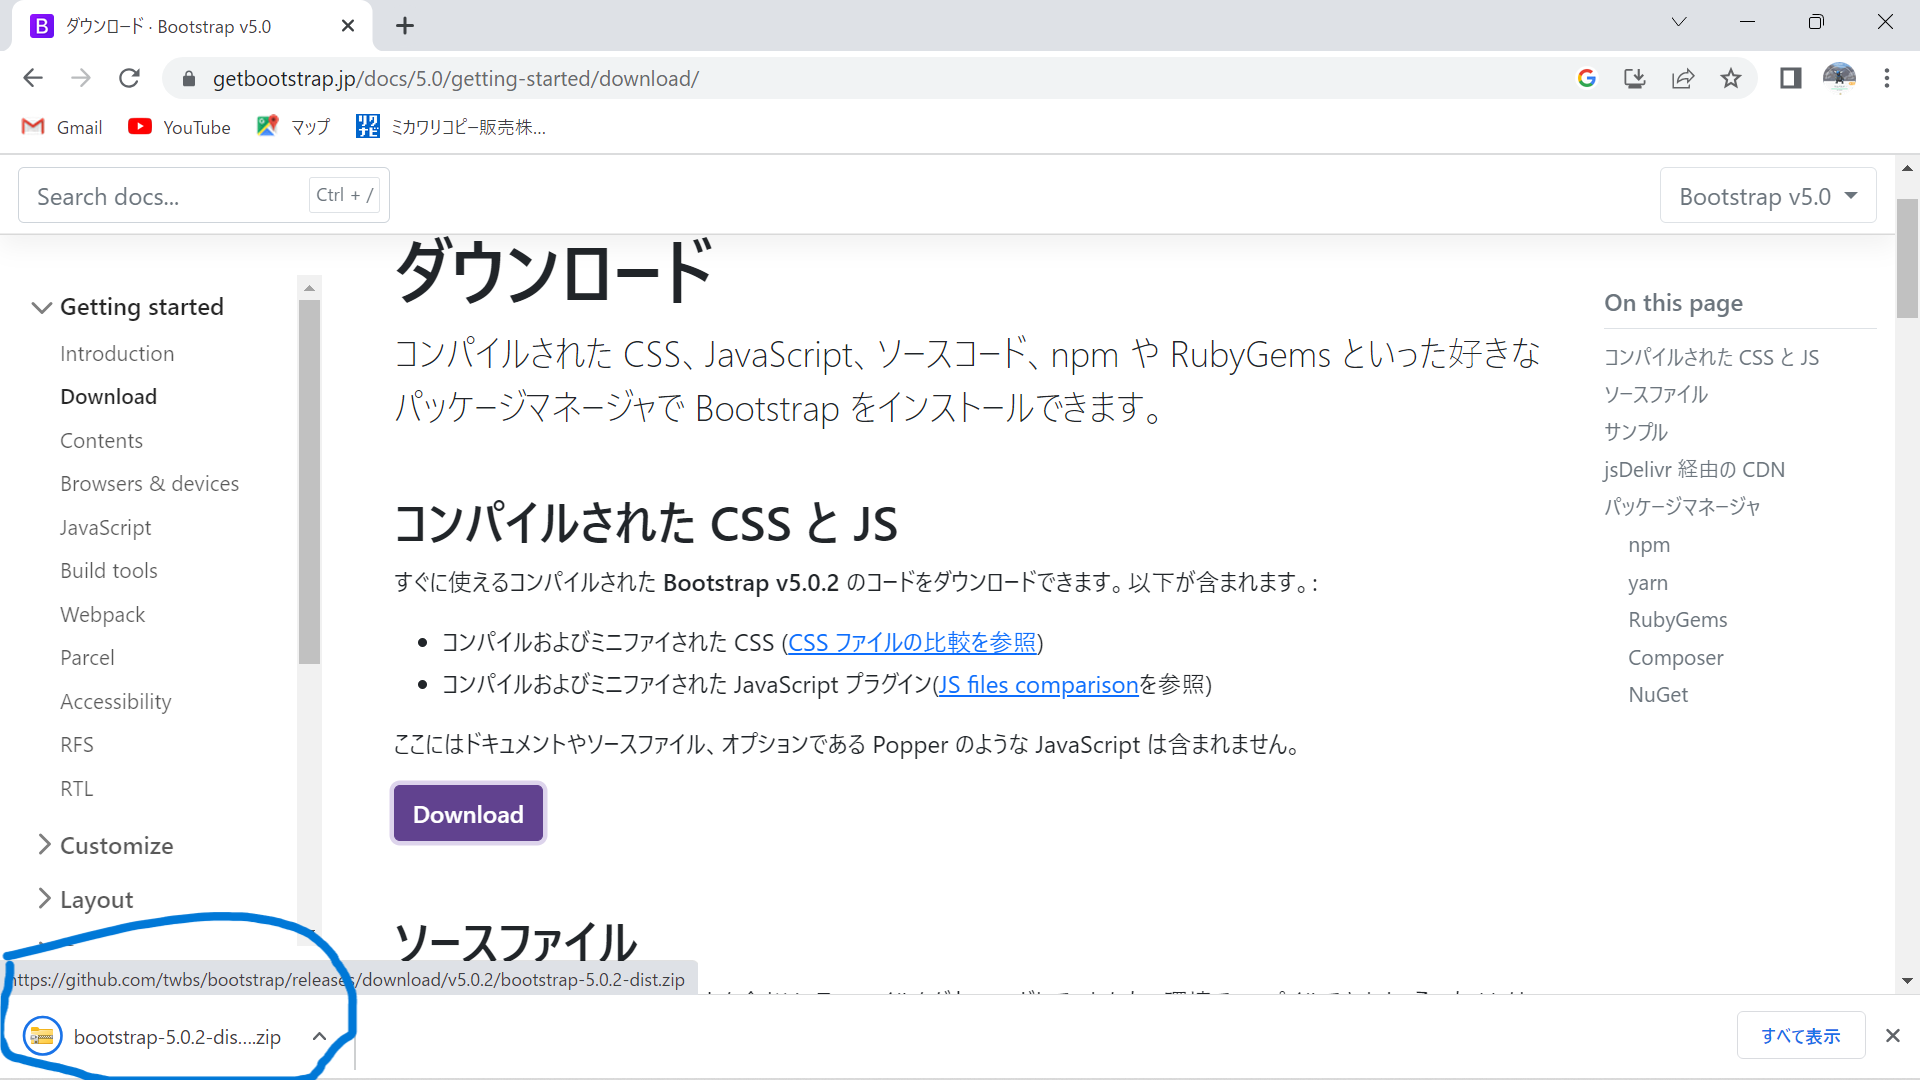 ダウンロード · Bootstrap v5.0
getbootstrap.jp/docs/5.0/getting-started/download/
Gmail
YouTube
マップ
ミカワリコピー販売株...
Search docs...
Ctrl + /
Bootstrap v5.0
Getting started
Introduction
Download
Contents
Browsers & devices
JavaScript
Build tools
Webpack
Parcel
Accessibility
RFS
RTL
Customize
Layout
ダウンロード
コンパイルされた CSS、JavaScript、ソースコード、npm や RubyGems といった好きな
パッケージマネージャで Bootstrap をインストールできます。
コンパイルされた CSS と JS
すぐに使えるコンパイルされた Bootstrap v5.0.2 のコードをダウンロードできます。以下が含まれます。:
コンパイルおよびミニファイされた CSS (CSS ファイルの比較を参照)
コンパイルおよびミニファイされた JavaScript プラグイン(JS files comparisonを参照)
ここにはドキュメントやソースファイル、オプションである Popper のような JavaScript は含まれません。
Download
ソースファイル
On this page
コンパイルされた CSS と JS
ソースファイル
サンプル
jsDelivr 経由の CDN
パッケージマネージャ
npm
yarn
RubyGems
Composer
NuGet
https://github.com/twbs/bootstrap/releases/download/v5.0.2/bootstrap-5.0.2-dist.zip
bootstrap-5.0.2-dis....zip
すべて表示